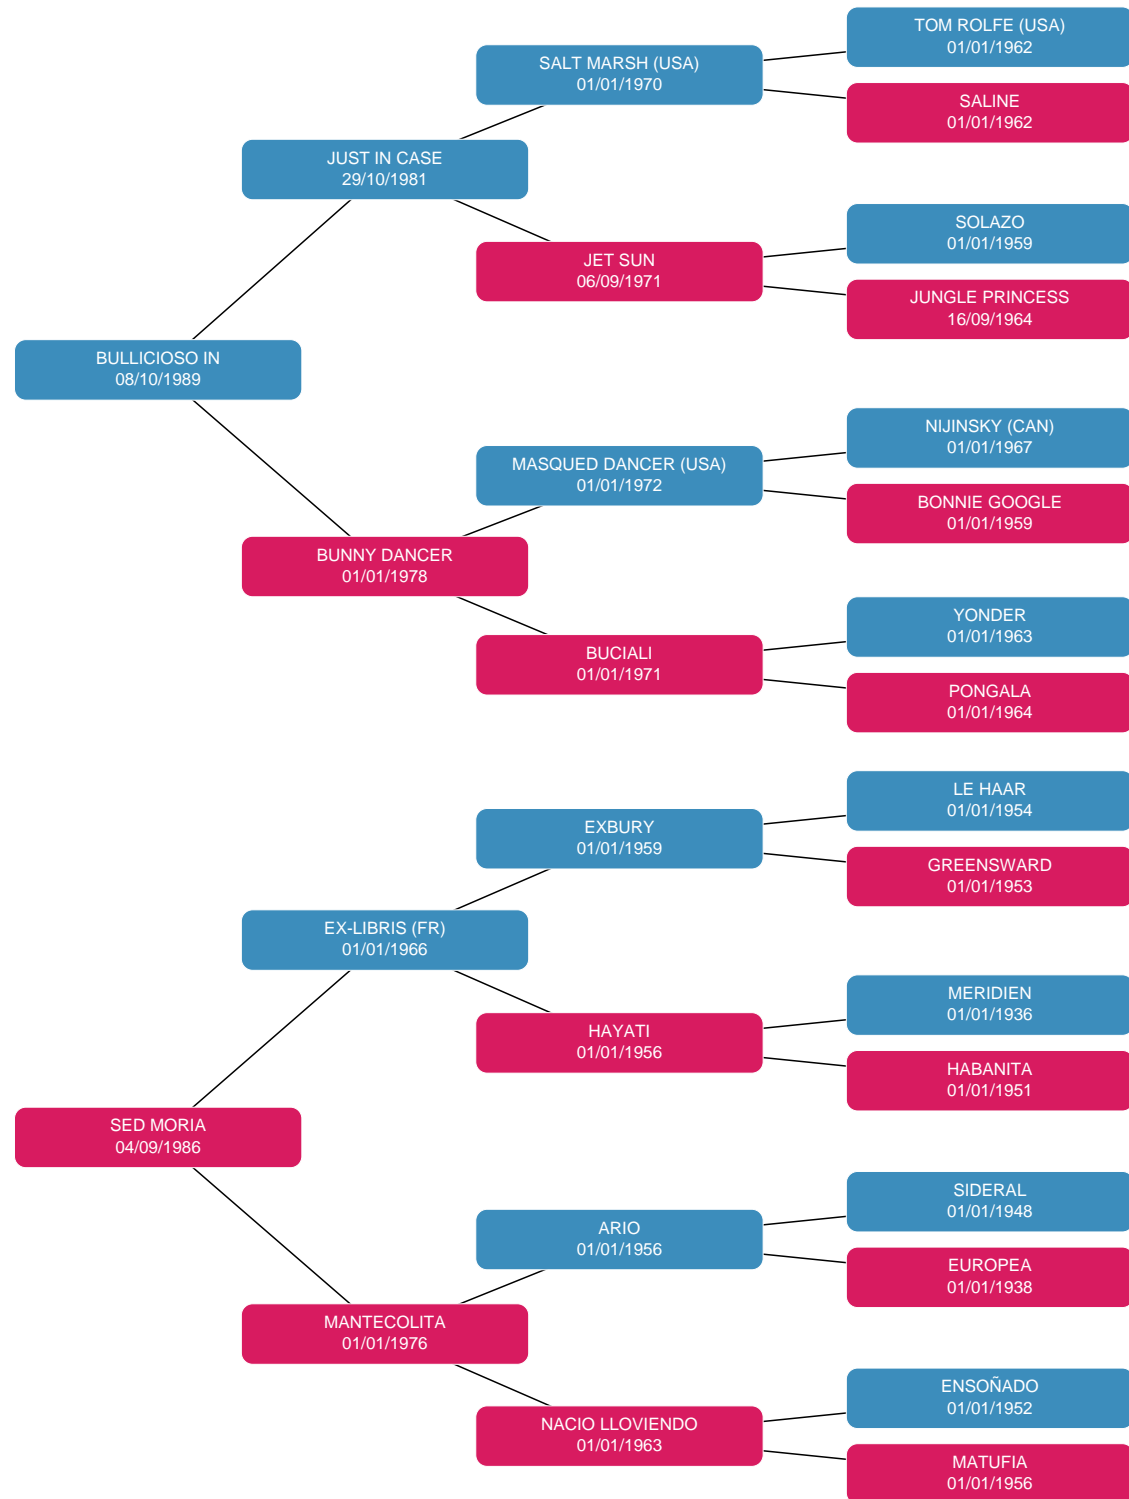 TOM ROLFE (USA)
01/01/1962
SALT MARSH (USA)
01/01/1970
SALINE
01/01/1962
JUST IN CASE
29/10/1981
SOLAZO
01/01/1959
JET SUN
06/09/1971
JUNGLE PRINCESS
16/09/1964
BULLICIOSO IN
08/10/1989
NIJINSKY (CAN)
01/01/1967
MASQUED DANCER (USA)
01/01/1972
BONNIE GOOGLE
01/01/1959
BUNNY DANCER
01/01/1978
YONDER
01/01/1963
BUCIALI
01/01/1971
PONGALA
01/01/1964
LE HAAR
01/01/1954
EXBURY
01/01/1959
GREENSWARD
01/01/1953
EX-LIBRIS (FR)
01/01/1966
MERIDIEN
01/01/1936
HAYATI
01/01/1956
HABANITA
01/01/1951
SED MORIA
04/09/1986
SIDERAL
01/01/1948
ARIO
01/01/1956
EUROPEA
01/01/1938
MANTECOLITA
01/01/1976
ENSOÑADO
01/01/1952
NACIO LLOVIENDO
01/01/1963
MATUFIA
01/01/1956